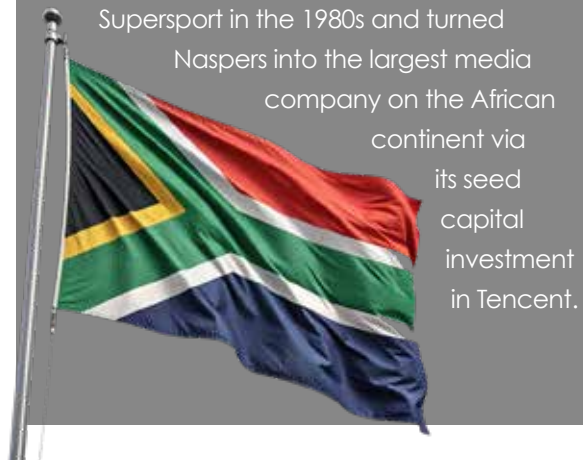 Supersport in the 1980s and turned
Naspers into the largest media
company on the African
continent via
its seed
capital
investment
in Tencent.